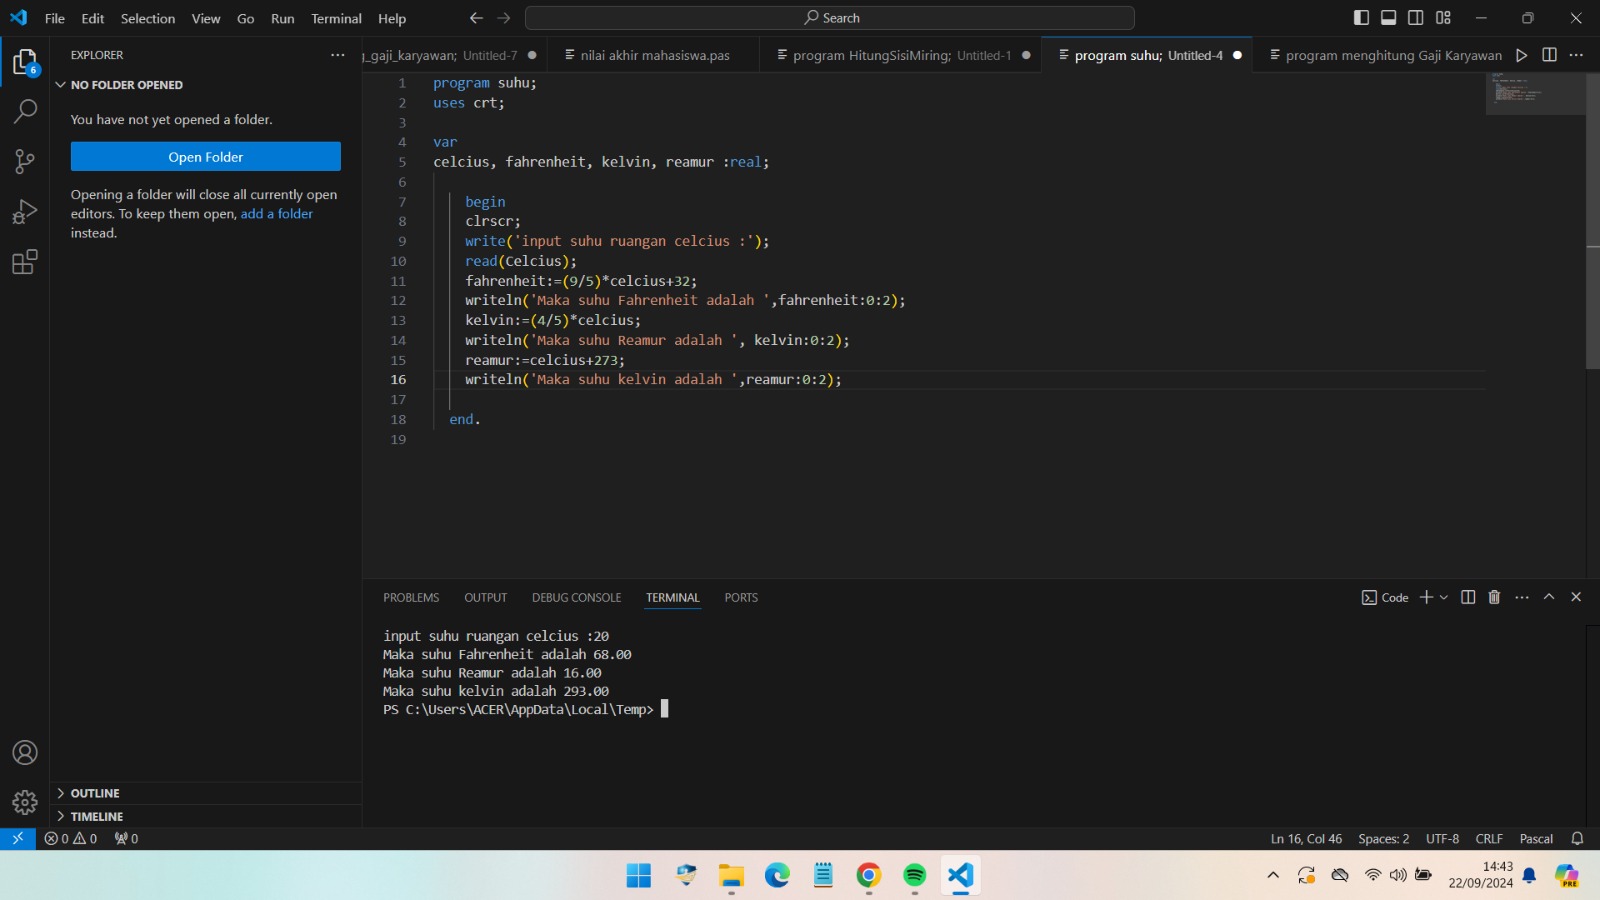 File Edit Selection View Go Run Terminal Help
Search
EXPLORER
NO FOLDER OPENED
You have not yet opened a folder.
Open Folder
Opening a folder will close all currently open
editors. To keep them open, add a folder
instead.
OUTLINE
TIMELINE
6
_gaji_karyawan; Untitled-7
nilai akhir mahasiswa.pas
program HitungSisiMiring; Untitled-1
program suhu; Untitled-4
program menghitung Gaji Karyawan
1 program suhu;
2 uses crt;
3
4 var
5 celcius, fahrenheit, kelvin, reamur :real;
6
7 begin
8 clrscr;
9 write('input suhu ruangan celcius :');
10 read(Celcius);
11 fahrenheit:=(9/5)*celcius+32;
12 writeln('Maka suhu Fahrenheit adalah ',fahrenheit:0:2);
13 kelvin:=(4/5)*celcius;
14 writeln('Maka suhu Reamur adalah ', kelvin:0:2);
15 reamur:=celcius+273;
16 writeln('Maka suhu kelvin adalah ',reamur:0:2);
17
18 end.
19
PROBLEMS OUTPUT DEBUG CONSOLE TERMINAL PORTS
Code
input suhu ruangan celcius :20
Maka suhu Fahrenheit adalah 68.00
Maka suhu Reamur adalah 16.00
Maka suhu kelvin adalah 293.00
PS C:\Users\ACER\AppData\Local\Temp>
0 0 0
Ln 16, Col 46 Spaces: 2 UTF-8 CRLF Pascal
14:43
22/09/2024
PRE